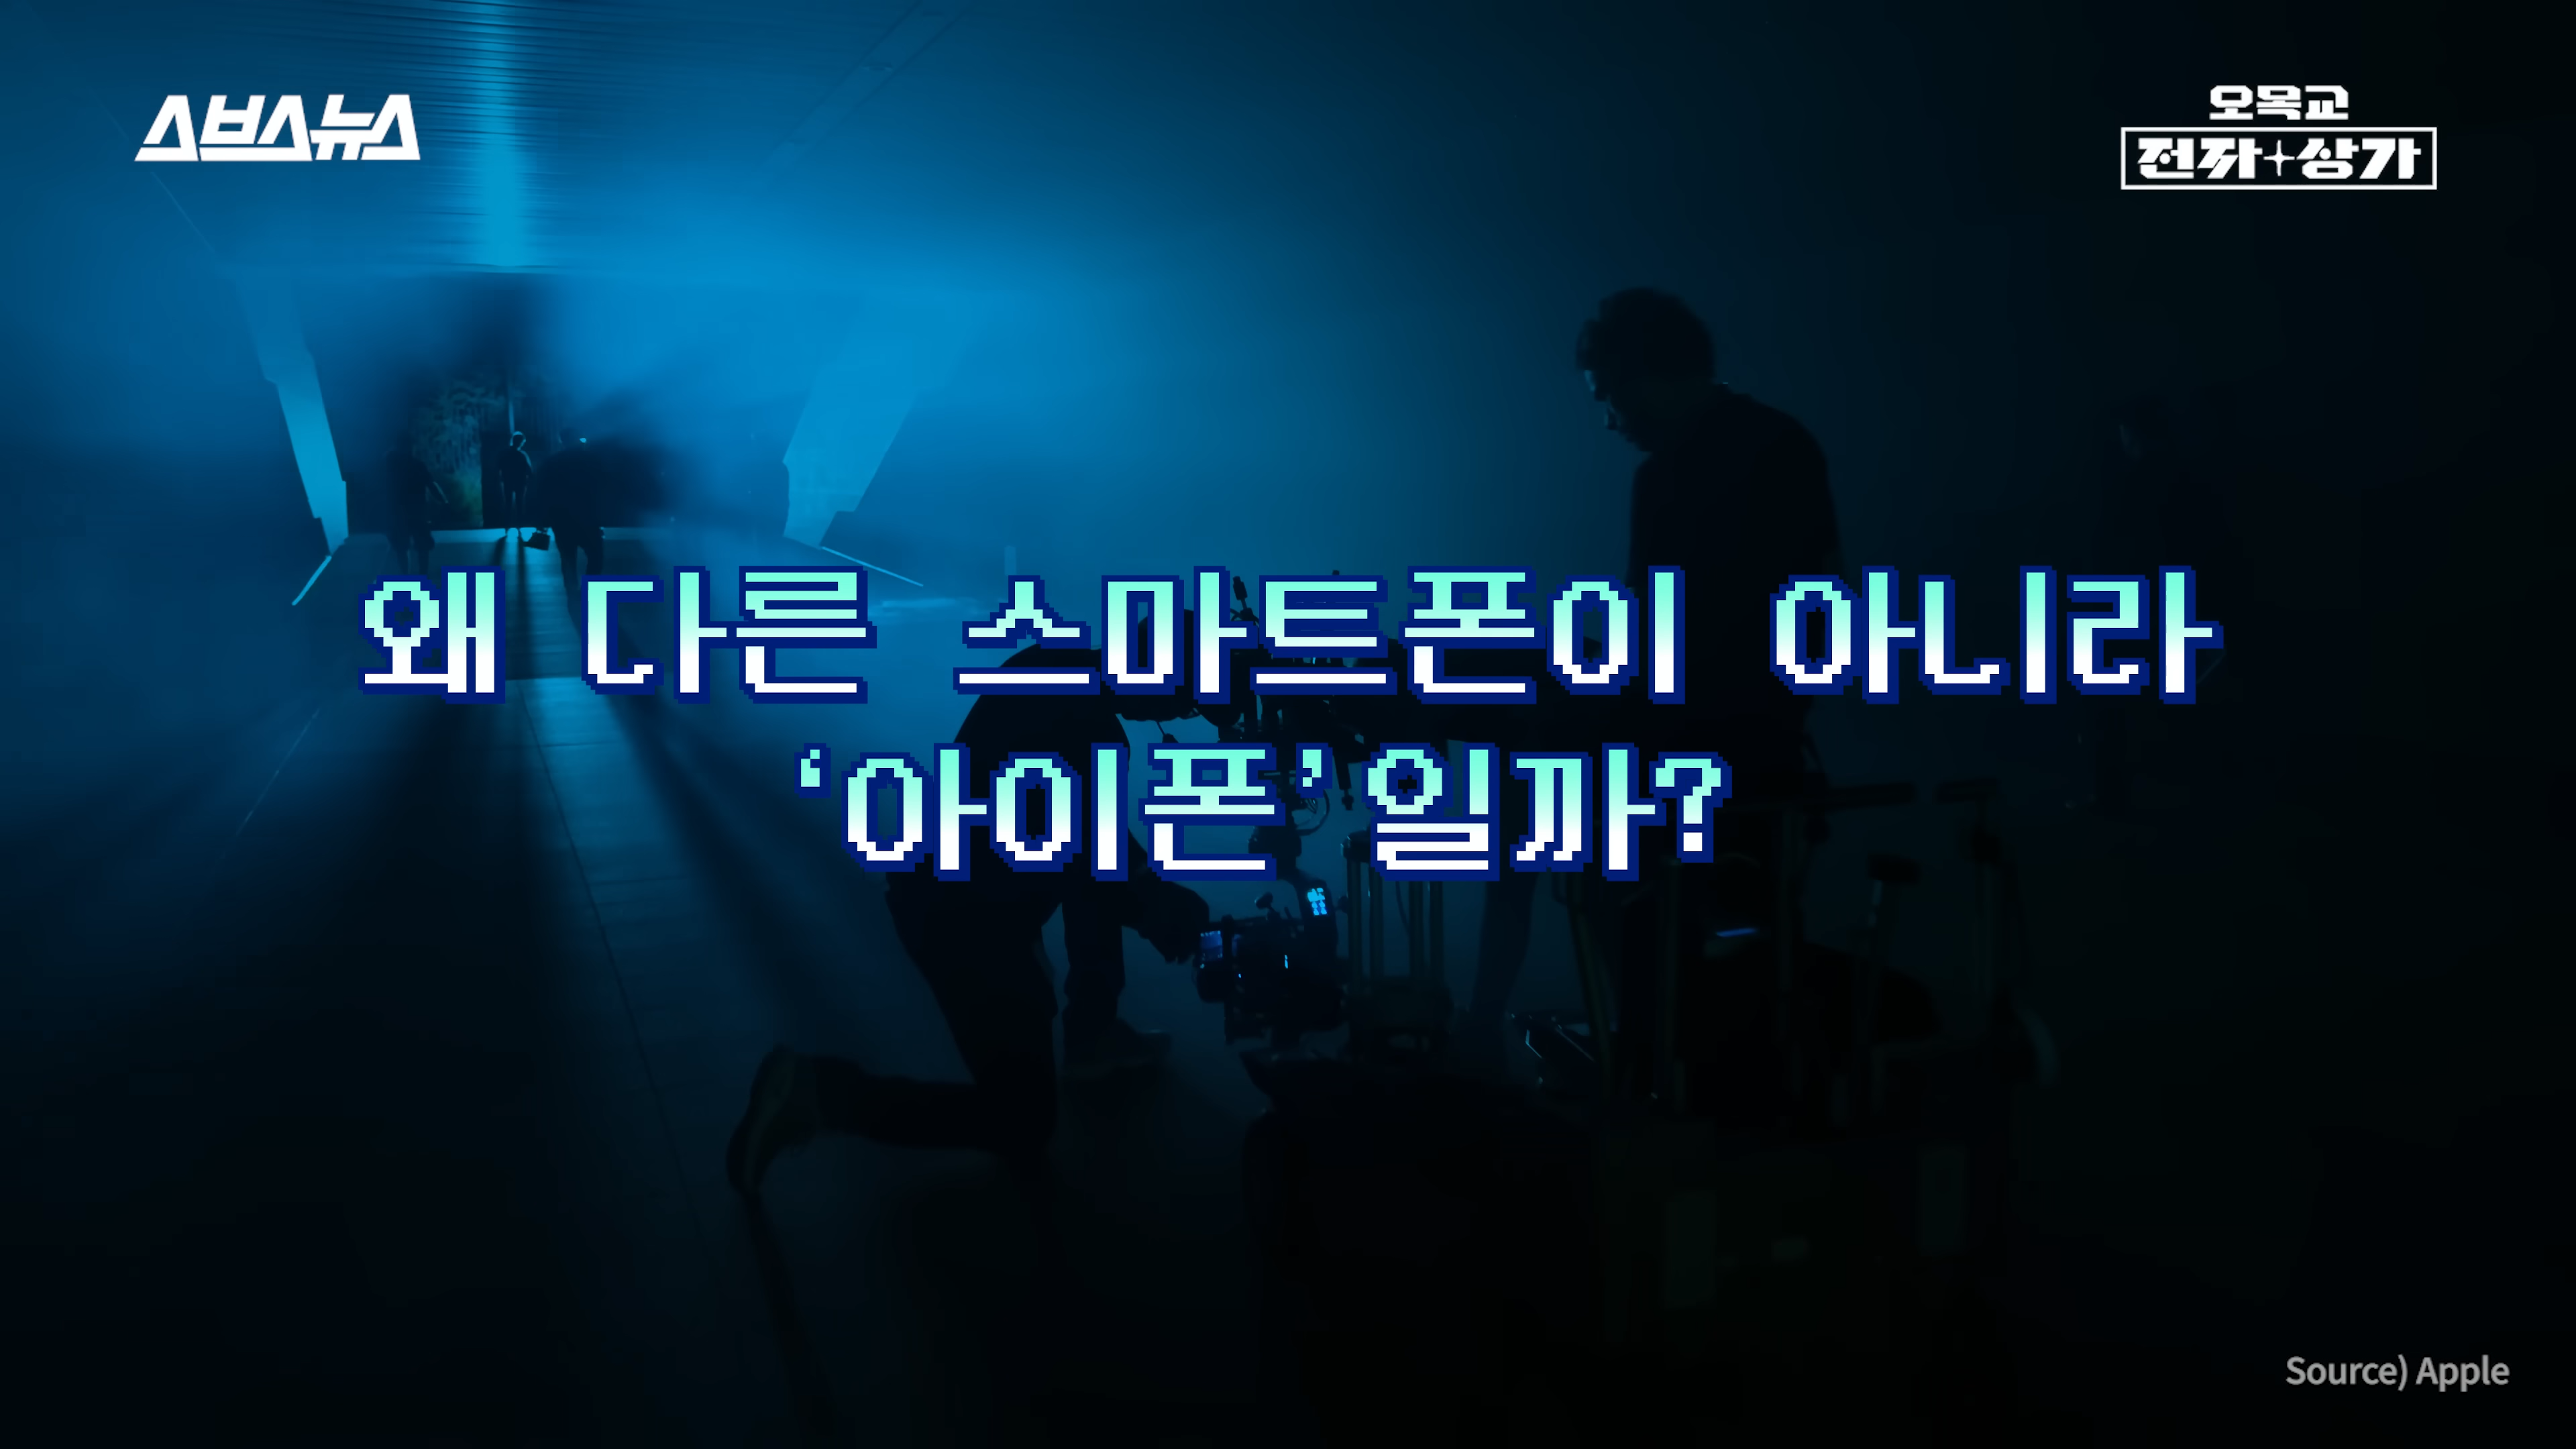 스브스뉴스
오목교
전자상가
왜 다른 스마트폰이 아니라
‘아이폰’일까?
Source) Apple